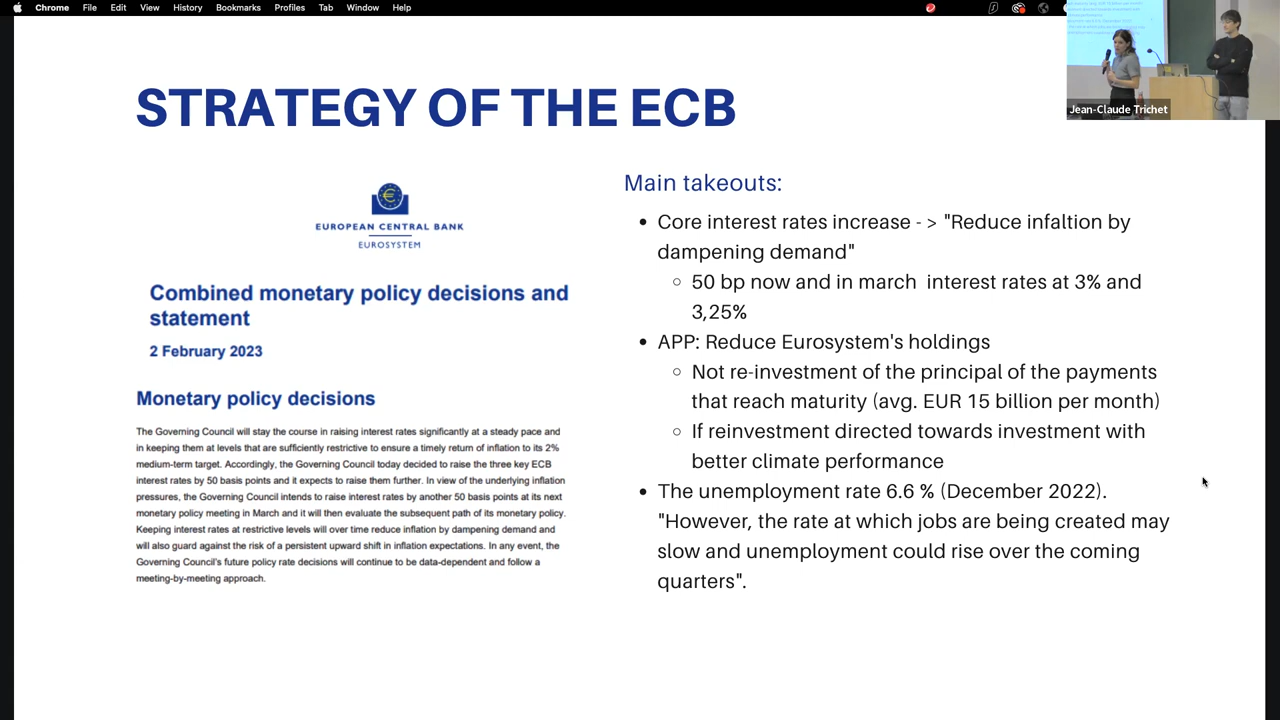 Chrome File Edit View History Bookmarks Profiles Tab Window Help
Jean-Claude Trichet
STRATEGY OF THE ECB
EUROPEAN CENTRAL BANK
EUROSYSTEM
Combined monetary policy decisions and
statement
2 February 2023
Monetary policy decisions
The Governing Council will stay the course in raising interest rates significantly at a steady pace and
in keeping them at levels that are sufficiently restrictive to ensure a timely return of inflation to its 2%
medium-term target. Accordingly, the Governing Council today decided to raise the three key ECB
interest rates by 50 basis points and it expects to raise them further. In view of the underlying inflation
pressures, the Governing Council intends to raise interest rates by another 50 basis points at its next
monetary policy meeting in March and it will then evaluate the subsequent path of its monetary policy.
Keeping interest rates at restrictive levels will over time reduce inflation by dampening demand and
will also guard against the risk of a persistent upward shift in inflation expectations. In any event, the
Governing Council's future policy rate decisions will continue to be data-dependent and follow a
meeting-by-meeting approach.
Main takeouts:
• Core interest rates increase - > "Reduce infaltion by
dampening demand"
○ 50 bp now and in march interest rates at 3% and
3,25%
• APP: Reduce Eurosystem's holdings
○ Not re-investment of the principal of the payments
that reach maturity (avg. EUR 15 billion per month)
○ If reinvestment directed towards investment with
better climate performance
• The unemployment rate 6.6 % (December 2022).
"However, the rate at which jobs are being created may
slow and unemployment could rise over the coming
quarters".